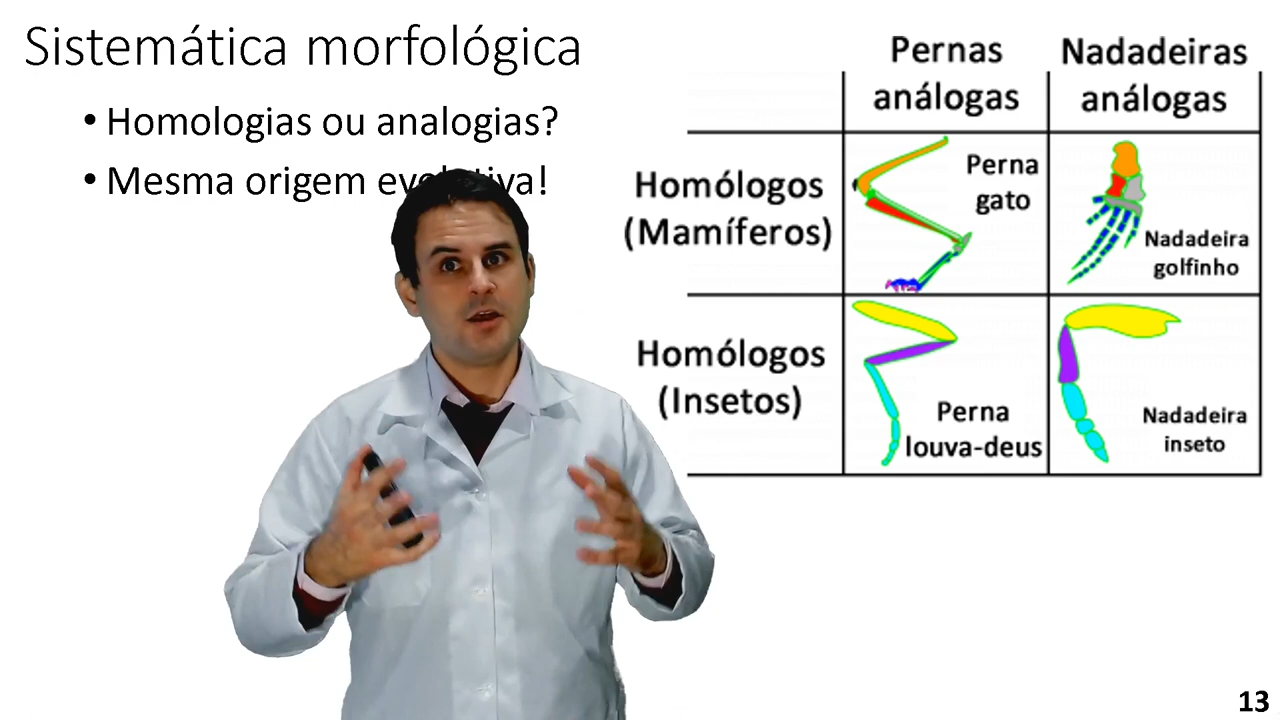 Sistemática morfológica
• Homologias ou analogias?
• Mesma origem evolutiva!
Pernas
análogas
Nadadeiras
análogas
Homólogos
(Mamíferos)
Perna
gato
Nadadeira
golfinho
Homólogos
(Insetos)
Perna
louva-deus
Nadadeira
inseto
13